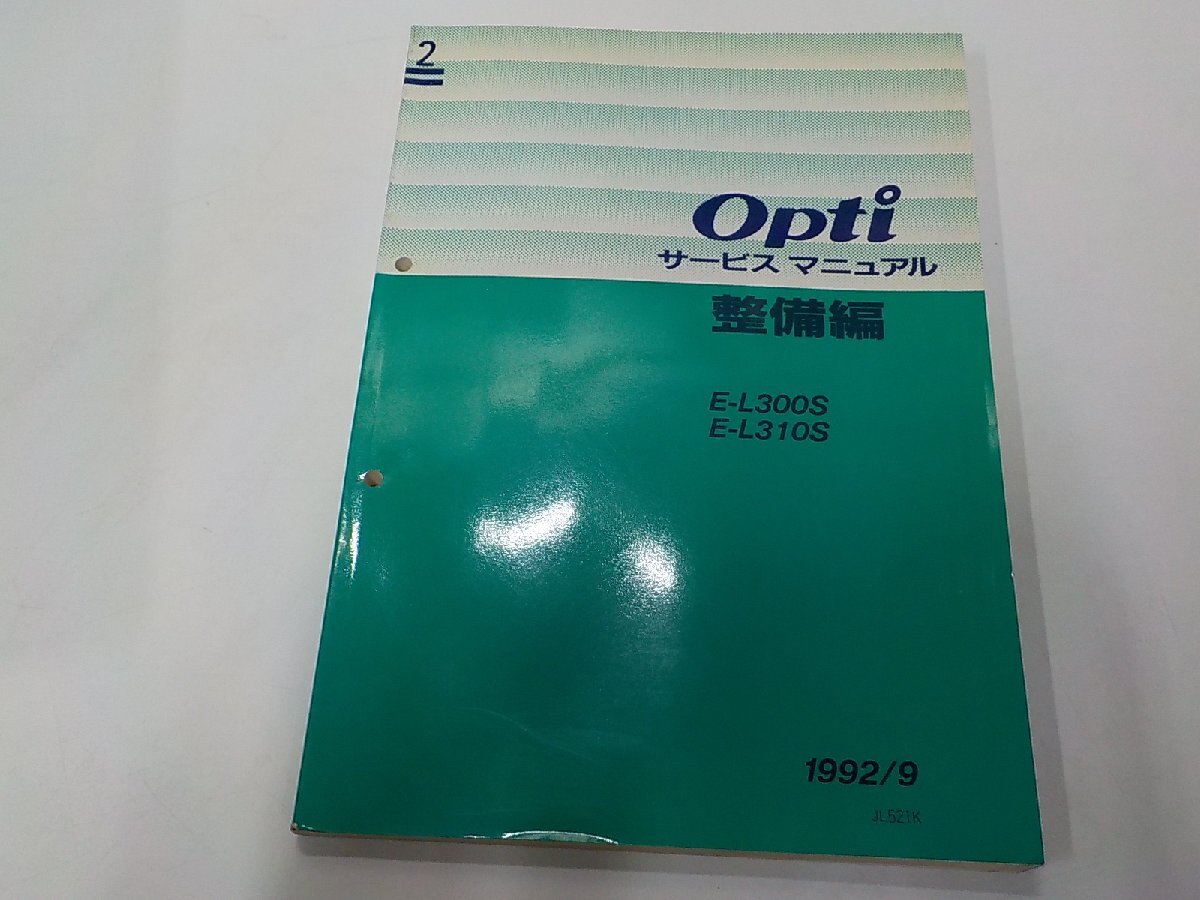 2
Opti
サービス マニュアル
整備編
E-L300S
E-L310S
1992/9
JL521K